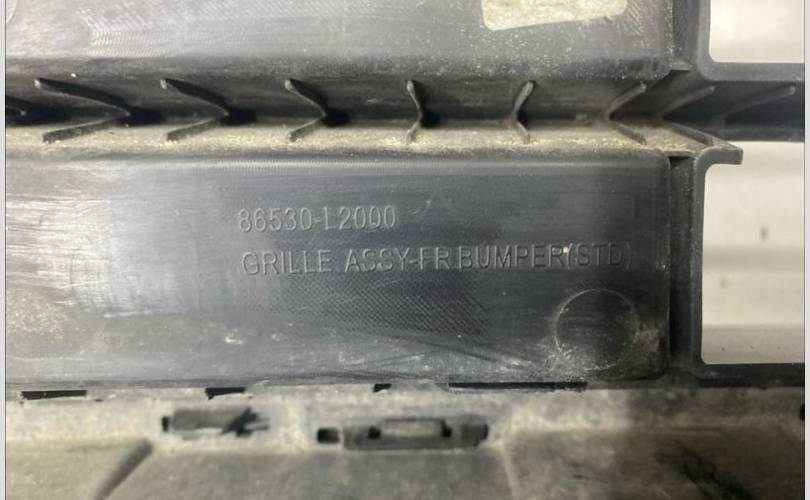 86530-L2000
GRILLE ASSY-FR BUMPER(STD)